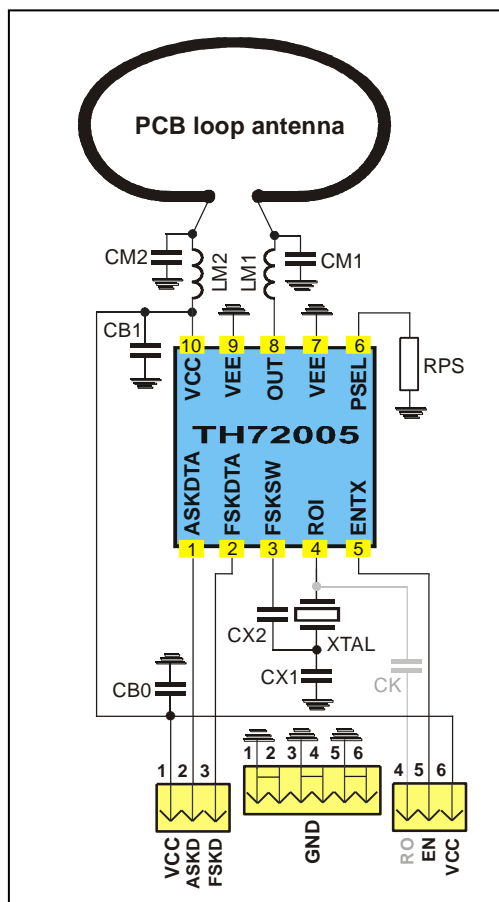 PCB loop antenna
CM2
LM2
LM1
CM1
CB1
10
9
8
7
6
VCC
VEE
OUT
VEE
PSEL
RPS
TH72005
ASKDTA
FSKDTA
FSKSW
ROI
ENTX
1
2
3
4
5
CX2
XTAL
CX1
CK
CB0
1 2 3
1 2 3 4 5 6
4 5 6
VCC
ASKD
FSKD
GND
RO
EN
VCC